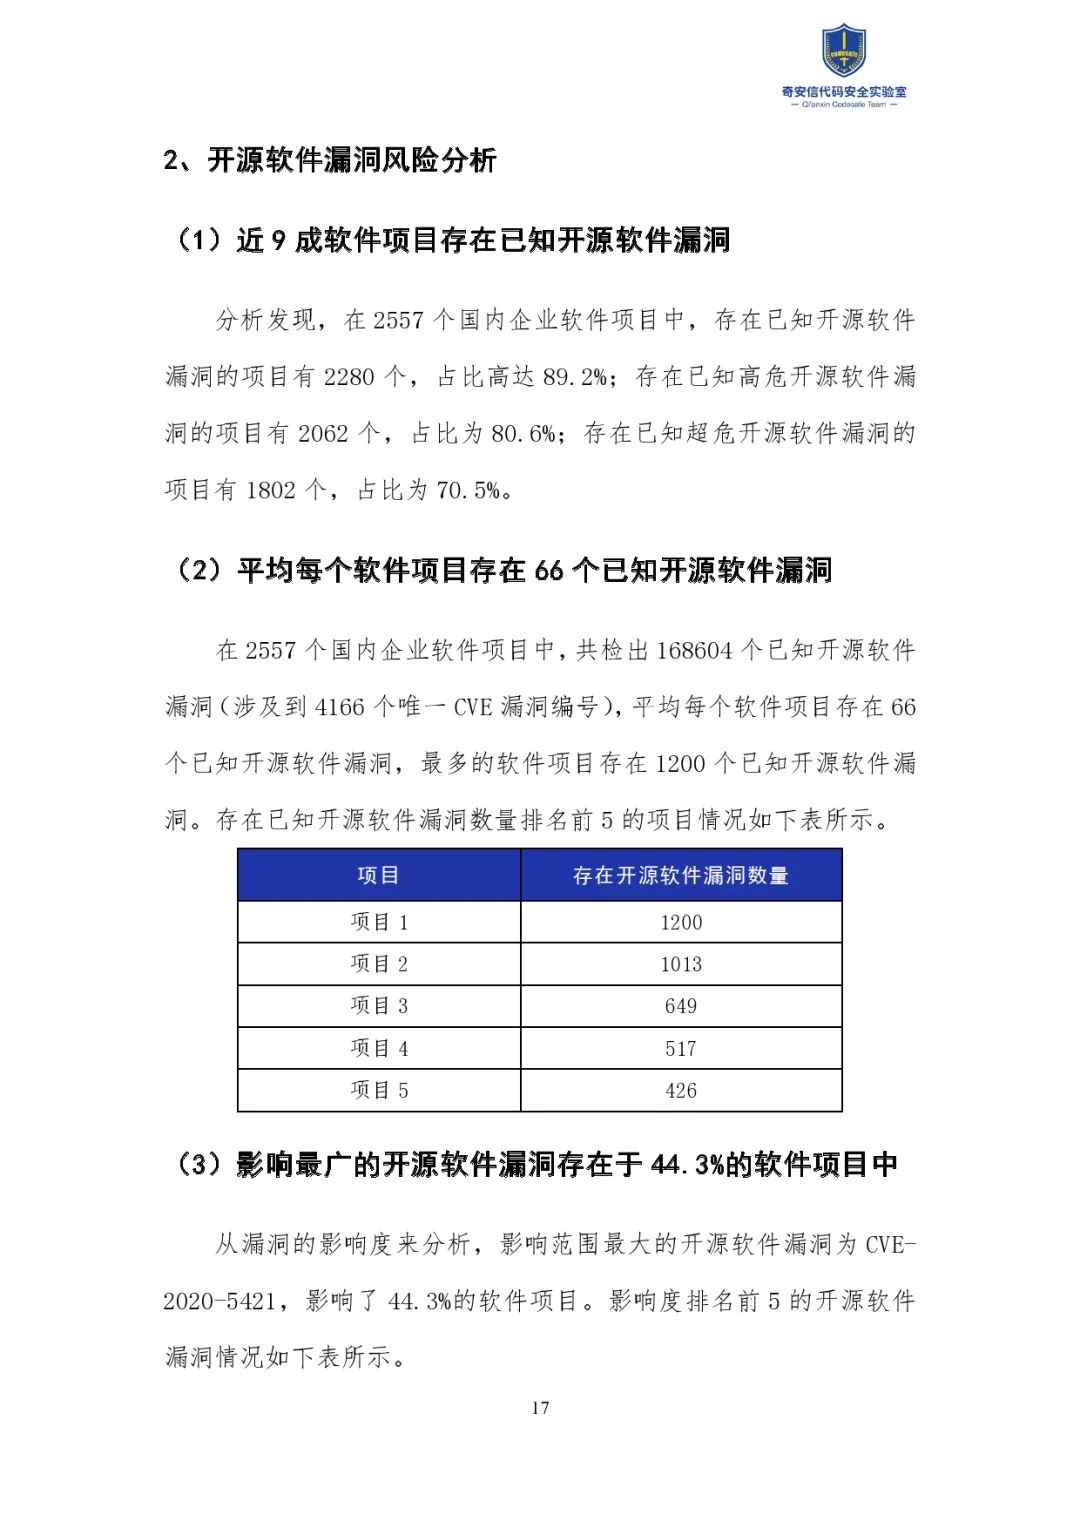 codesafe
奇安信代码安全实验室
— Qi'anxin Codesafe Team —
2、开源软件漏洞风险分析
（1）近 9 成软件项目存在已知开源软件漏洞
分析发现，在 2557 个国内企业软件项目中，存在已知开源软件
漏洞的项目有 2280 个，占比高达 89.2%；存在已知高危开源软件漏
洞的项目有 2062 个，占比为 80.6%；存在已知超危开源软件漏洞的
项目有 1802 个，占比为 70.5%。
（2）平均每个软件项目存在 66 个已知开源软件漏洞
在 2557 个国内企业软件项目中，共检出 168604 个已知开源软件
漏洞（涉及到 4166 个唯一 CVE 漏洞编号），平均每个软件项目存在 66
个已知开源软件漏洞，最多的软件项目存在 1200 个已知开源软件漏
洞。存在已知开源软件漏洞数量排名前 5 的项目情况如下表所示。
项目 存在开源软件漏洞数量
项目 1 1200
项目 2 1013
项目 3 649
项目 4 517
项目 5 426
（3）影响最广的开源软件漏洞存在于 44.3%的软件项目中
从漏洞的影响度来分析，影响范围最大的开源软件漏洞为 CVE-
2020-5421，影响了 44.3%的软件项目。影响度排名前 5 的开源软件
漏洞情况如下表所示。
17